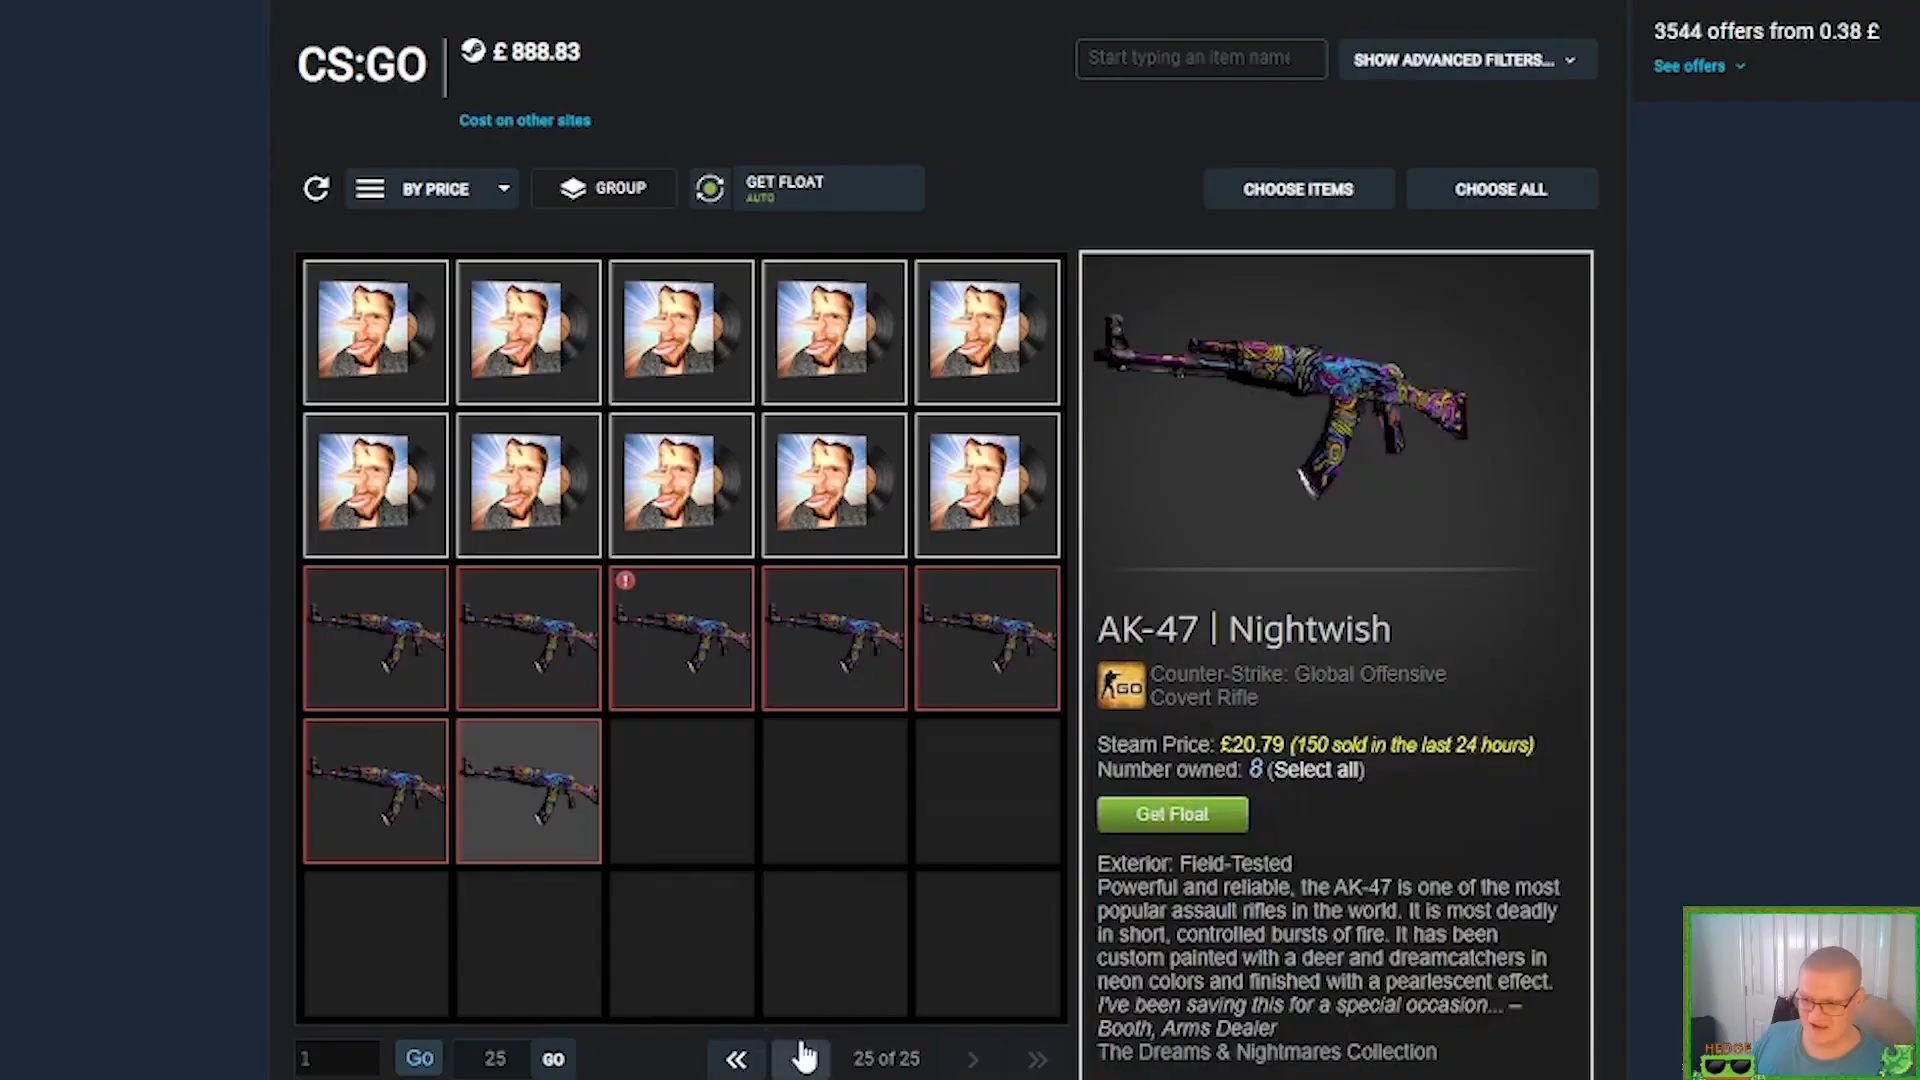 CS:GO
£ 888.83
Cost on other sites
Start typing an item name
SHOW ADVANCED FILTERS...
3544 offers from 0.38 £
See offers
BY PRICE
GROUP
GET FLOAT
AUTO
CHOOSE ITEMS
CHOOSE ALL
AK-47 | Nightwish
GO
Counter-Strike: Global Offensive
Covert Rifle
Steam Price: £20.79 (150 sold in the last 24 hours)
Number owned: 8 (Select all)
Get Float
Exterior: Field-Tested
Powerful and reliable, the AK-47 is one of the most
popular assault rifles in the world. It is most deadly
in short, controlled bursts of fire. It has been
custom painted with a deer and dreamcatchers in
neon colors and finished with a pearlescent effect.
I've been saving this for a special occasion... –
Booth, Arms Dealer
The Dreams & Nightmares Collection
1
Go
25
GO
25 of 25
HEDGE